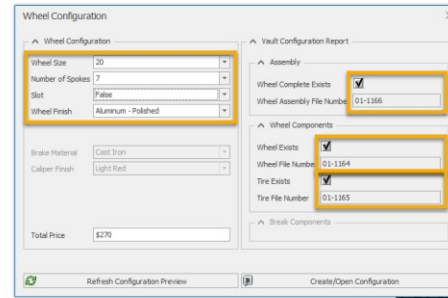 Wheel Configuration
Wheel Configuration
Wheel Size 20
Number of Spokes 7
Slot False
Wheel Finish Aluminum - Polished
Brake Material Cast Iron
Caliper Finish Light Red
Total Price $270
Vault Configuration Report
Assembly
Wheel Complete Exists
Wheel Assembly File Numbe 01-1166
Wheel Components
Wheel Exists
Wheel File Number 01-1164
Tire Exists
Tire File Number 01-1165
Break Components
Refresh Configuration Preview
Create/Open Configuration